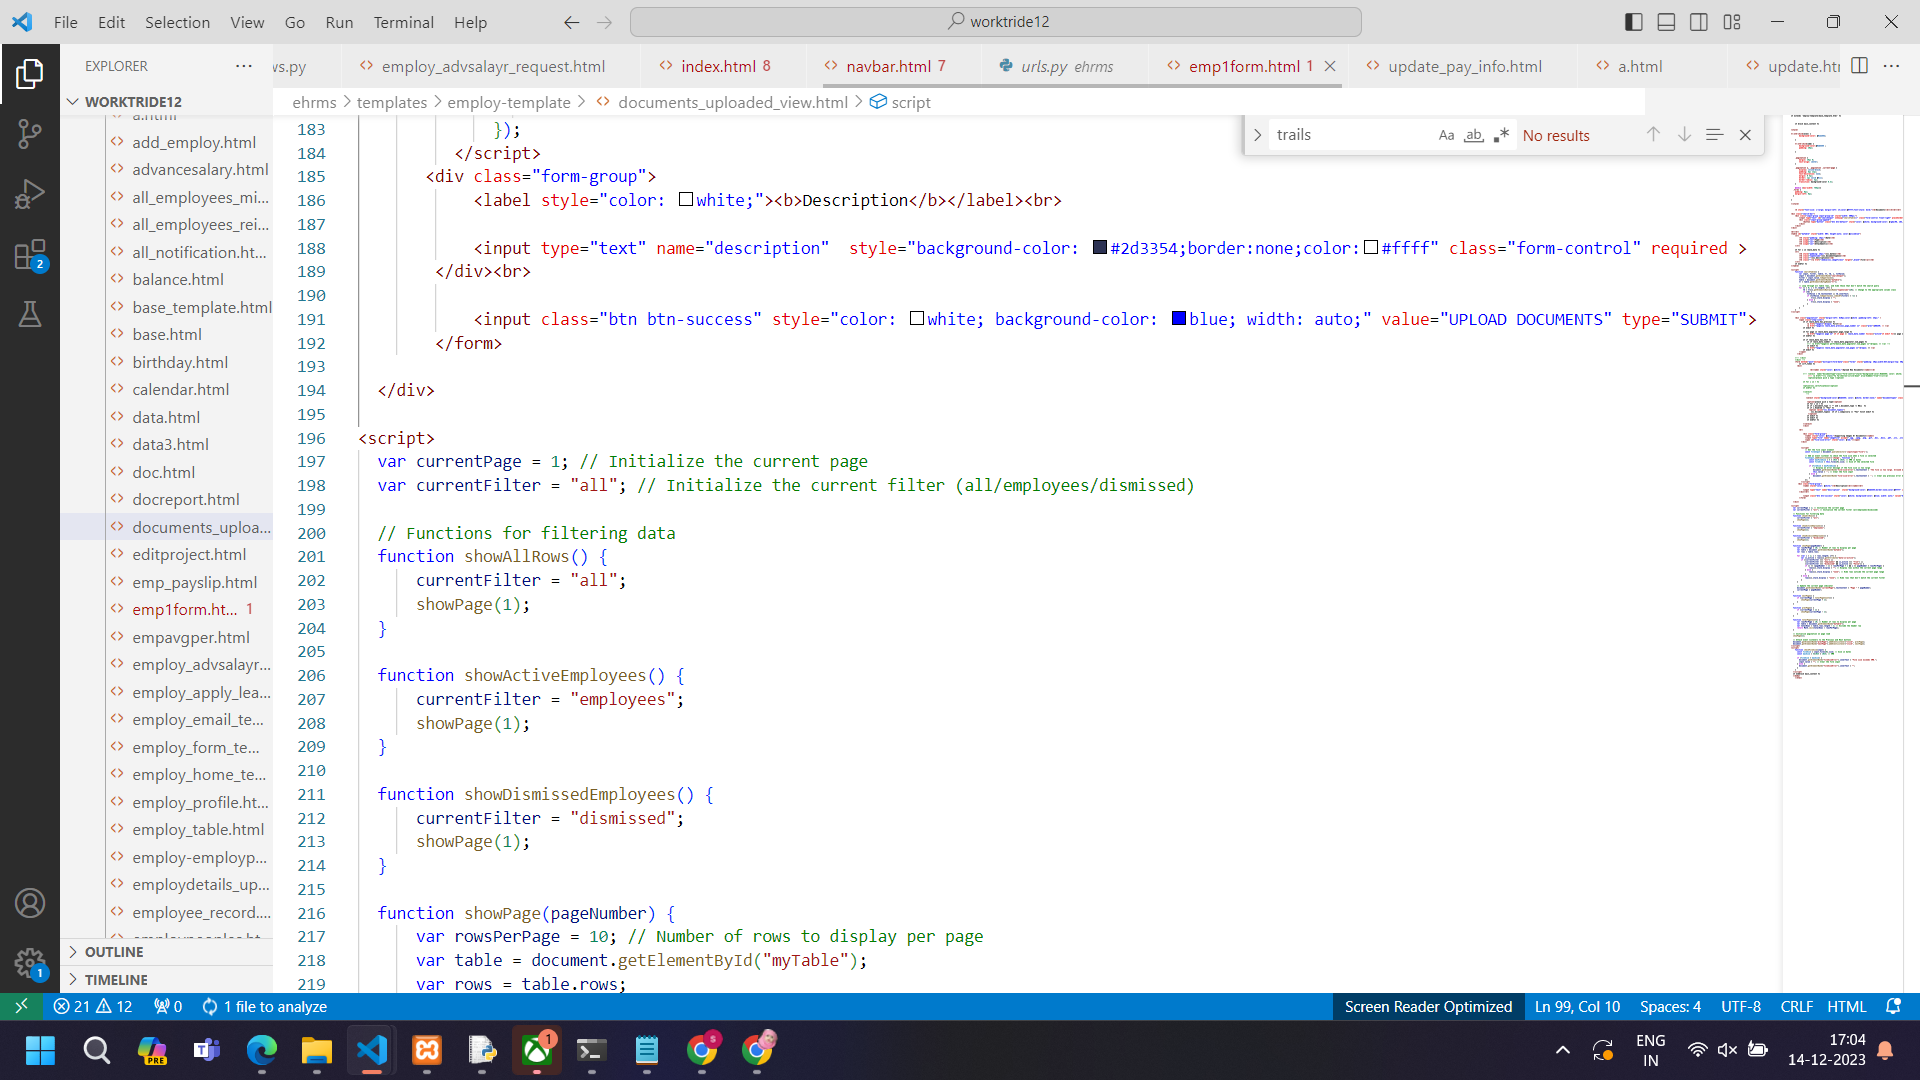 File Edit Selection View Go Run Terminal Help
worktride12
EXPLORER
ws.py
employ_advsalayr_request.html
index.html 8
navbar.html 7
urls.py ehrms
emp1form.html 1
update_pay_info.html
a.html
update.htr
WORKTRIDE12
ehrms > templates > employ-template > documents_uploaded_view.html > script
trails
Aa ab
No results
a.html
add_employ.html
advancesalary.html
all_employees_mi...
all_employees_rei...
all_notification.ht...
balance.html
base_template.html
base.html
birthday.html
calendar.html
data.html
data3.html
doc.html
docreport.html
documents_uploa...
editproject.html
emp_payslip.html
emp1form.ht... 1
empavgper.html
employ_advsalayr...
employ_apply_lea...
employ_email_te...
employ_form_te...
employ_home_te...
employ_profile.ht...
employ_table.html
employ-employp...
employdetails_up...
employee_record....
OUTLINE
TIMELINE
183 });
184 </script>
185 <div class="form-group">
186 <label style="color: white;"><b>Description</b></label><br>
187
188 <input type="text" name="description"  style="background-color: #2d3354;border:none;color:#ffff" class="form-control" required >
189 </div><br>
190
191 <input class="btn btn-success" style="color: white; background-color: blue; width: auto;" value="UPLOAD DOCUMENTS" type="SUBMIT">
192 </form>
193
194 </div>
195
196 <script>
197 var currentPage = 1; // Initialize the current page
198 var currentFilter = "all"; // Initialize the current filter (all/employees/dismissed)
199
200 // Functions for filtering data
201 function showAllRows() {
202 currentFilter = "all";
203 showPage(1);
204 }
205
206 function showActiveEmployees() {
207 currentFilter = "employees";
208 showPage(1);
209 }
210
211 function showDismissedEmployees() {
212 currentFilter = "dismissed";
213 showPage(1);
214 }
215
216 function showPage(pageNumber) {
217 var rowsPerPage = 10; // Number of rows to display per page
218 var table = document.getElementById("myTable");
219 var rows = table.rows;
2
1
21 12 0 1 file to analyze
Screen Reader Optimized Ln 99, Col 10 Spaces: 4 UTF-8 CRLF HTML
PRE
1
S
ENG
IN
17:04
14-12-2023